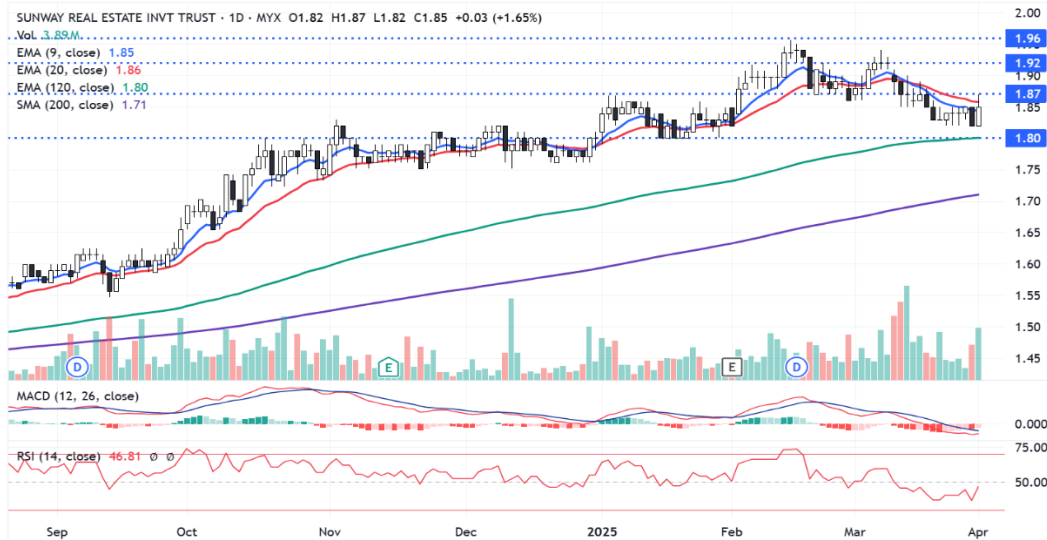 SUNWAY REAL ESTATE INVT TRUST · 1D · MYX O1.82 H1.87 L1.82 C1.85 +0.03 (+1.65%)
Vol 3.89M
EMA (9, close) 1.85
EMA (20, close) 1.86
EMA (120, close) 1.80
SMA (200, close) 1.71
2.00
1.96
1.92
1.90
1.87
1.85
1.80
1.75
1.70
1.65
1.60
1.55
1.50
1.45
D E E D
MACD (12, 26, close)
0.000
RSI (14, close) 46.81 ∅ ∅
75.00
50.00
Sep Oct Nov Dec 2025 Feb Mar Apr